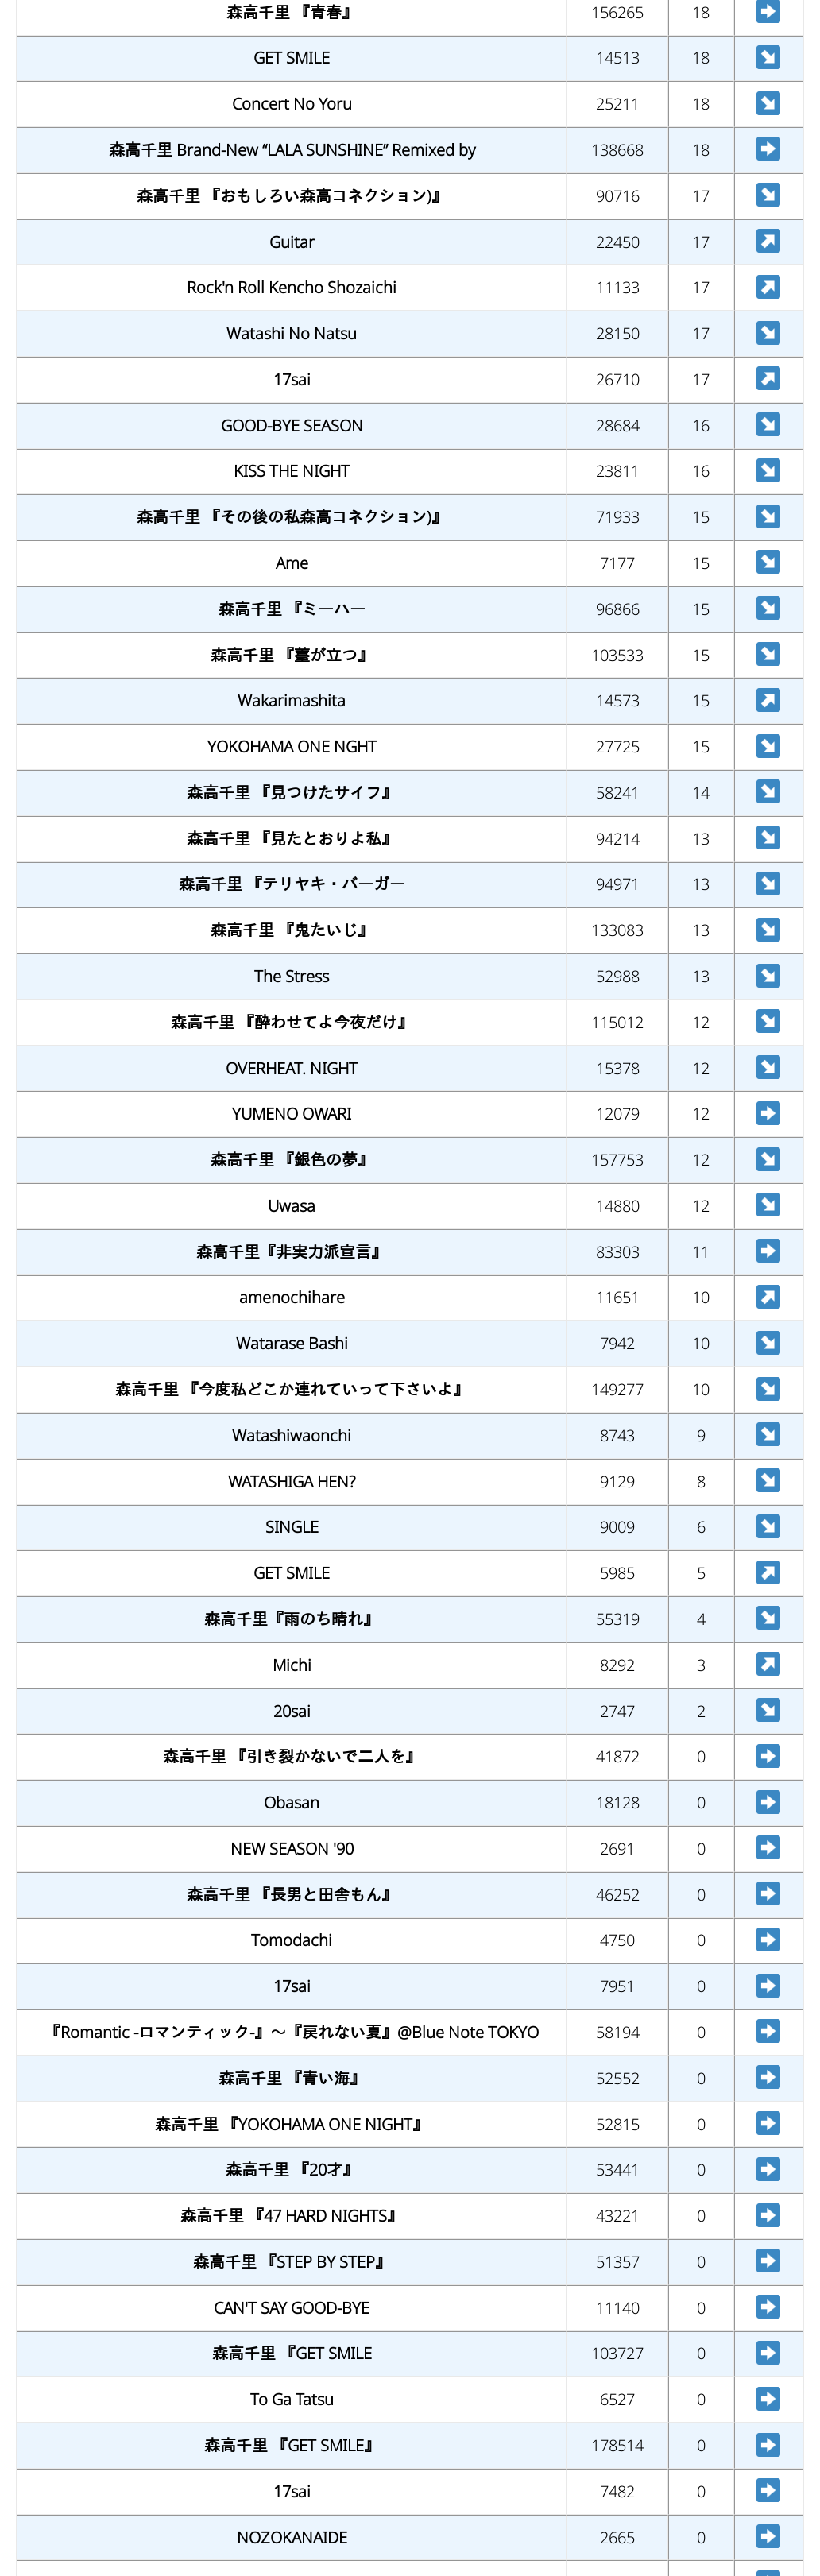 森高千里 『青春』 156265 18
GET SMILE 14513 18
Concert No Yoru 25211 18
森高千里 Brand-New “LALA SUNSHINE” Remixed by 138668 18
森高千里 『おもしろい森高コネクション)』 90716 17
Guitar 22450 17
Rock'n Roll Kencho Shozaichi 11133 17
Watashi No Natsu 28150 17
17sai 26710 17
GOOD-BYE SEASON 28684 16
KISS THE NIGHT 23811 16
森高千里 『その後の私森高コネクション)』 71933 15
Ame 7177 15
森高千里 『ミーハー 96866 15
森高千里 『薹が立つ』 103533 15
Wakarimashita 14573 15
YOKOHAMA ONE NGHT 27725 15
森高千里 『見つけたサイフ』 58241 14
森高千里 『見たとおりよ私』 94214 13
森高千里 『テリヤキ・バーガー 94971 13
森高千里 『鬼たいじ』 133083 13
The Stress 52988 13
森高千里 『酔わせてよ今夜だけ』 115012 12
OVERHEAT. NIGHT 15378 12
YUMENO OWARI 12079 12
森高千里 『銀色の夢』 157753 12
Uwasa 14880 12
森高千里『非実力派宣言』 83303 11
amenochihare 11651 10
Watarase Bashi 7942 10
森高千里 『今度私どこか連れていって下さいよ』 149277 10
Watashiwaonchi 8743 9
WATASHIGA HEN? 9129 8
SINGLE 9009 6
GET SMILE 5985 5
森高千里『雨のち晴れ』 55319 4
Michi 8292 3
20sai 2747 2
森高千里 『引き裂かないで二人を』 41872 0
Obasan 18128 0
NEW SEASON '90 2691 0
森高千里 『長男と田舎もん』 46252 0
Tomodachi 4750 0
17sai 7951 0
『Romantic -ロマンティック-』～『戻れない夏』@Blue Note TOKYO 58194 0
森高千里 『青い海』 52552 0
森高千里 『YOKOHAMA ONE NIGHT』 52815 0
森高千里 『20才』 53441 0
森高千里 『47 HARD NIGHTS』 43221 0
森高千里 『STEP BY STEP』 51357 0
CAN'T SAY GOOD-BYE 11140 0
森高千里 『GET SMILE 103727 0
To Ga Tatsu 6527 0
森高千里 『GET SMILE』 178514 0
17sai 7482 0
NOZOKANAIDE 2665 0